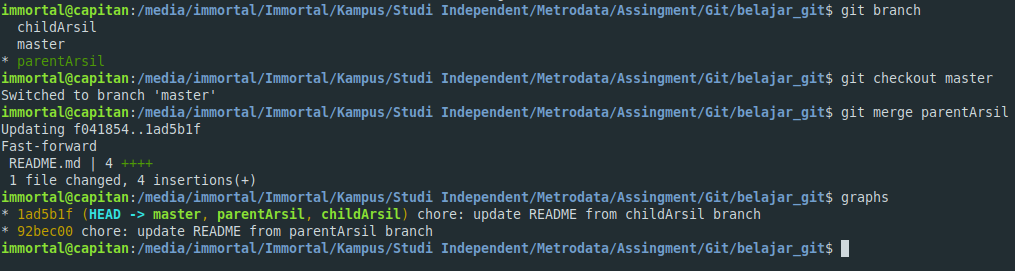 immortal@capitan:/media/immortal/Immortal/Kampus/Studi Independent/Metrodata/Assingment/Git/belajar_git$ git branch
  childArsil
  master
* parentArsil
immortal@capitan:/media/immortal/Immortal/Kampus/Studi Independent/Metrodata/Assingment/Git/belajar_git$ git checkout master
Switched to branch 'master'
immortal@capitan:/media/immortal/Immortal/Kampus/Studi Independent/Metrodata/Assingment/Git/belajar_git$ git merge parentArsil
Updating f041854..1ad5b1f
Fast-forward
 README.md | 4 ++++
 1 file changed, 4 insertions(+)
immortal@capitan:/media/immortal/Immortal/Kampus/Studi Independent/Metrodata/Assingment/Git/belajar_git$ graphs
* 1ad5b1f (HEAD -> master, parentArsil, childArsil) chore: update README from childArsil branch
* 92bec00 chore: update README from parentArsil branch
immortal@capitan:/media/immortal/Immortal/Kampus/Studi Independent/Metrodata/Assingment/Git/belajar_git$